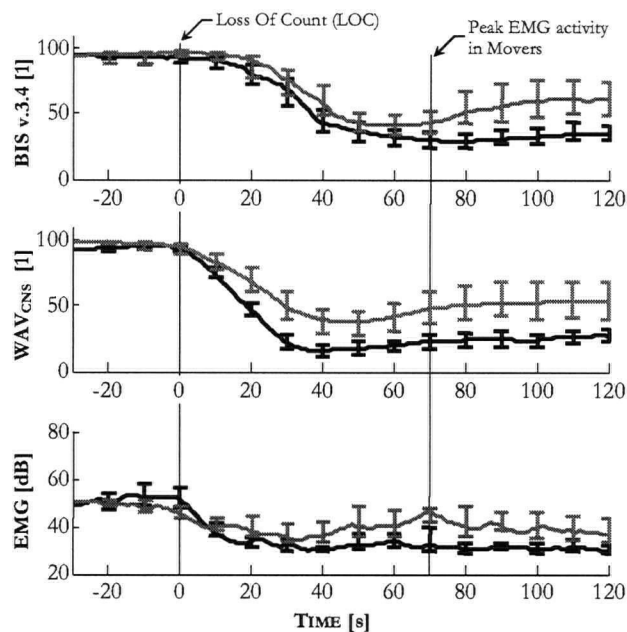 Loss Of Count (LOC)
Peak EMG activity
in Movers
BIS v.3.4 [1]
100
50
0
-20 0 20 40 60 80 100 120
WAVCNS [1]
100
50
0
-20 0 20 40 60 80 100 120
EMG [dB]
80
60
40
20
-20 0 20 40 60 80 100 120
TIME [s]